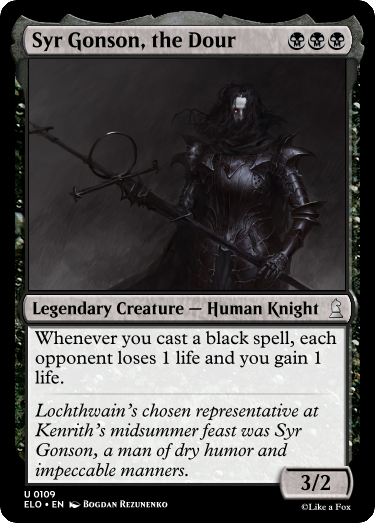 Syr Gonson, the Dour
Legendary Creature — Human Knight
Whenever you cast a black spell, each
opponent loses 1 life and you gain 1
life.
Lochthwain's chosen representative at
Kenrith's midsummer feast was Syr
Gonson, a man of dry humor and
impeccable manners.
3/2
U 0109
ELO • EN Bogdan Rezunenko
©Like a Fox